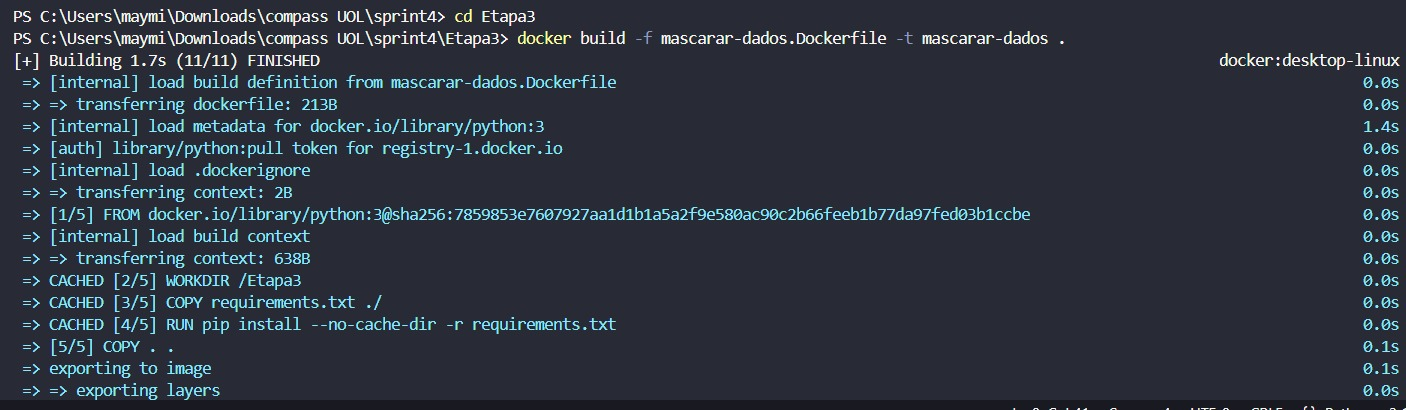 PS C:\Users\maymi\Downloads\compass UOL\sprint4> cd Etapa3
PS C:\Users\maymi\Downloads\compass UOL\sprint4\Etapa3> docker build -f mascarar-dados.Dockerfile -t mascarar-dados .
[+] Building 1.7s (11/11) FINISHED docker:desktop-linux
=> [internal] load build definition from mascarar-dados.Dockerfile 0.0s
=> => transferring dockerfile: 213B 0.0s
=> [internal] load metadata for docker.io/library/python:3 1.4s
=> [auth] library/python:pull token for registry-1.docker.io 0.0s
=> [internal] load .dockerignore 0.0s
=> => transferring context: 2B 0.0s
=> [1/5] FROM docker.io/library/python:3@sha256:7859853e7607927aa1d1b1a5a2f9e580ac90c2b66feeb1b77da97fed03b1ccbe 0.0s
=> [internal] load build context 0.0s
=> => transferring context: 638B 0.0s
=> CACHED [2/5] WORKDIR /Etapa3 0.0s
=> CACHED [3/5] COPY requirements.txt ./ 0.0s
=> CACHED [4/5] RUN pip install --no-cache-dir -r requirements.txt 0.0s
=> [5/5] COPY . . 0.1s
=> exporting to image 0.1s
=> => exporting layers 0.0s